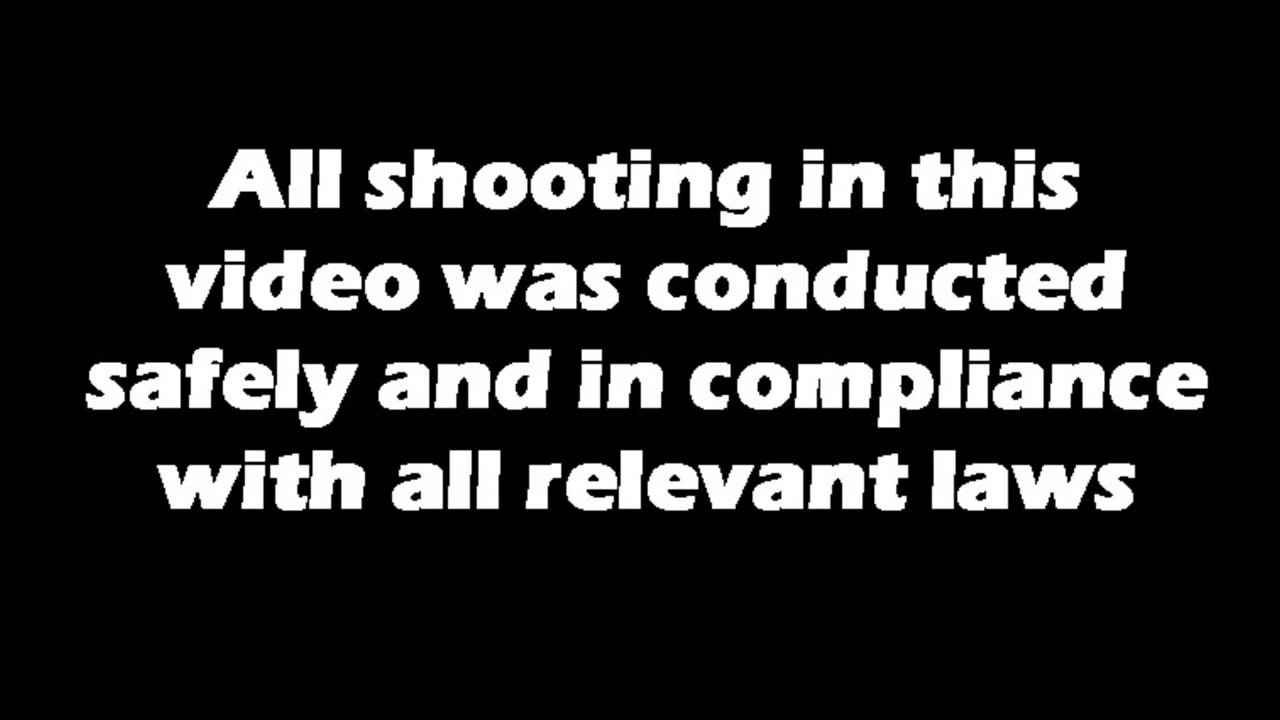 All shooting in this
video was conducted
safely and in compliance
with all relevant laws